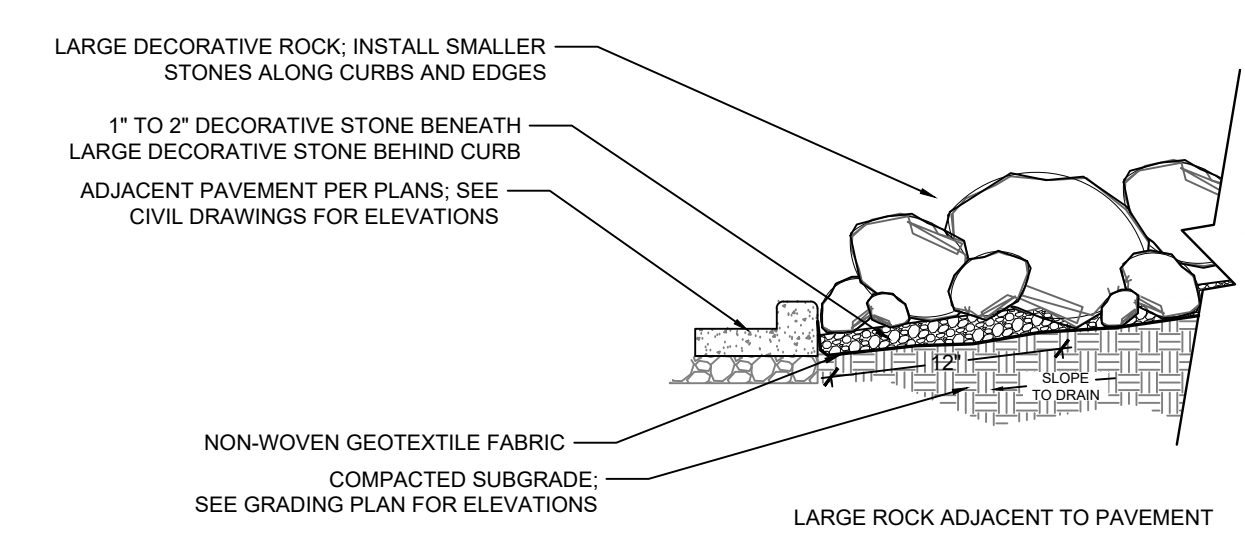 LARGE DECORATIVE ROCK; INSTALL SMALLER
STONES ALONG CURBS AND EDGES
1" TO 2" DECORATIVE STONE BENEATH
LARGE DECORATIVE STONE BEHIND CURB
ADJACENT PAVEMENT PER PLANS; SEE
CIVIL DRAWINGS FOR ELEVATIONS
12"
SLOPE
TO DRAIN
NON-WOVEN GEOTEXTILE FABRIC
COMPACTED SUBGRADE;
SEE GRADING PLAN FOR ELEVATIONS
LARGE ROCK ADJACENT TO PAVEMENT